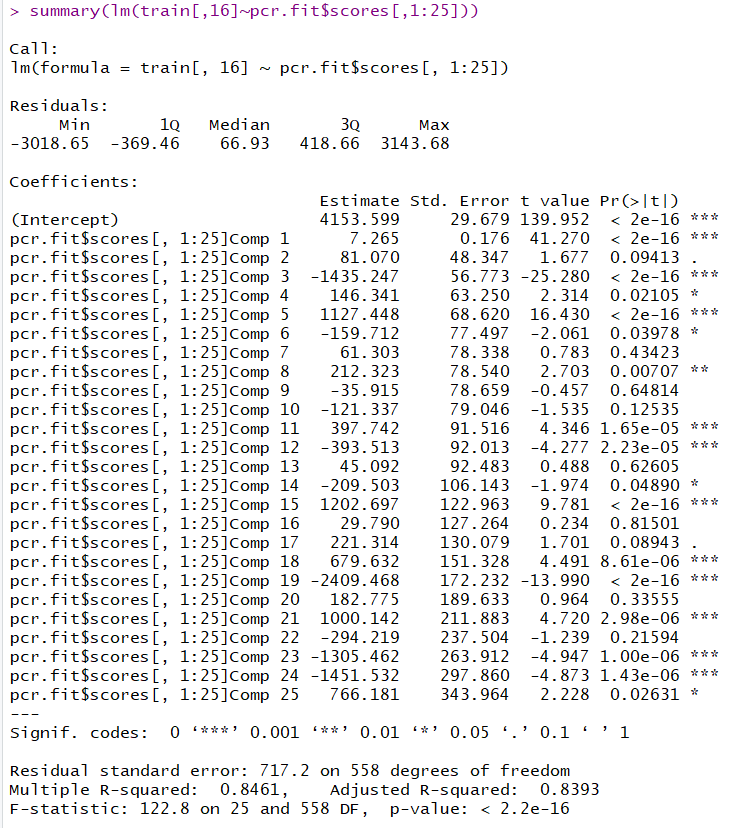 > summary(lm(train[,16]~pcr.fit$scores[,1:25]))

Call:
lm(formula = train[, 16] ~ pcr.fit$scores[, 1:25])

Residuals:
     Min       1Q   Median       3Q      Max
-3018.65  -369.46    66.93   418.66  3143.68

Coefficients:
                               Estimate Std. Error t value Pr(>|t|)
(Intercept)                    4153.599     29.679 139.952  < 2e-16 ***
pcr.fit$scores[, 1:25]Comp 1      7.265      0.176  41.270  < 2e-16 ***
pcr.fit$scores[, 1:25]Comp 2     81.070     48.347   1.677  0.09413 .
pcr.fit$scores[, 1:25]Comp 3  -1435.247     56.773 -25.280  < 2e-16 ***
pcr.fit$scores[, 1:25]Comp 4    146.341     63.250   2.314  0.02105 *
pcr.fit$scores[, 1:25]Comp 5   1127.448     68.620  16.430  < 2e-16 ***
pcr.fit$scores[, 1:25]Comp 6   -159.712     77.497  -2.061  0.03978 *
pcr.fit$scores[, 1:25]Comp 7     61.303     78.338   0.783  0.43423
pcr.fit$scores[, 1:25]Comp 8    212.323     78.540   2.703  0.00707 **
pcr.fit$scores[, 1:25]Comp 9    -35.915     78.659  -0.457  0.64814
pcr.fit$scores[, 1:25]Comp 10  -121.337     79.046  -1.535  0.12535
pcr.fit$scores[, 1:25]Comp 11   397.742     91.516   4.346 1.65e-05 ***
pcr.fit$scores[, 1:25]Comp 12  -393.513     92.013  -4.277 2.23e-05 ***
pcr.fit$scores[, 1:25]Comp 13    45.092     92.483   0.488  0.62605
pcr.fit$scores[, 1:25]Comp 14  -209.503    106.143  -1.974  0.04890 *
pcr.fit$scores[, 1:25]Comp 15  1202.697    122.963   9.781  < 2e-16 ***
pcr.fit$scores[, 1:25]Comp 16    29.790    127.264   0.234  0.81501
pcr.fit$scores[, 1:25]Comp 17   221.314    130.079   1.701  0.08943 .
pcr.fit$scores[, 1:25]Comp 18   679.632    151.328   4.491 8.61e-06 ***
pcr.fit$scores[, 1:25]Comp 19 -2409.468    172.232 -13.990  < 2e-16 ***
pcr.fit$scores[, 1:25]Comp 20   182.775    189.633   0.964  0.33555
pcr.fit$scores[, 1:25]Comp 21  1000.142    211.883   4.720 2.98e-06 ***
pcr.fit$scores[, 1:25]Comp 22  -294.219    237.504  -1.239  0.21594
pcr.fit$scores[, 1:25]Comp 23 -1305.462    263.912  -4.947 1.00e-06 ***
pcr.fit$scores[, 1:25]Comp 24 -1451.532    297.860  -4.873 1.43e-06 ***
pcr.fit$scores[, 1:25]Comp 25   766.181    343.964   2.228  0.02631 *
---
Signif. codes:  0 ‘***’ 0.001 ‘**’ 0.01 ‘*’ 0.05 ‘.’ 0.1 ‘ ’ 1

Residual standard error: 717.2 on 558 degrees of freedom
Multiple R-squared:  0.8461,    Adjusted R-squared:  0.8393
F-statistic: 122.8 on 25 and 558 DF,  p-value: < 2.2e-16